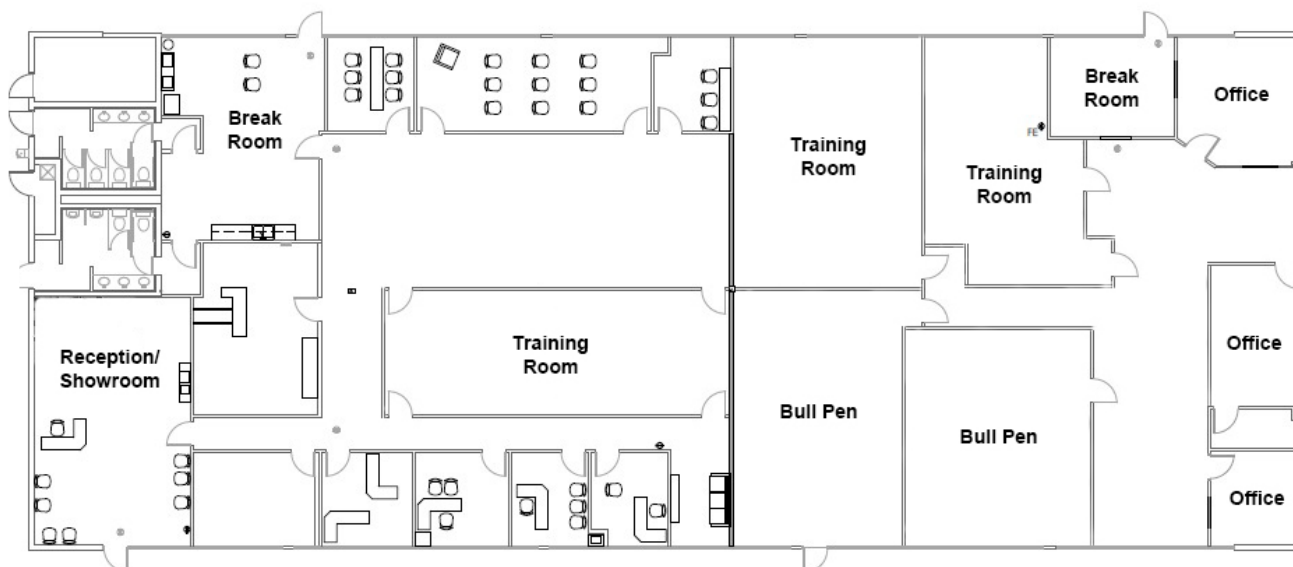 Break
Room
Training
Room
Training
Room
Break
Room
Office
FE
Reception/
Showroom
Training
Room
Bull Pen
Bull Pen
Office
Office